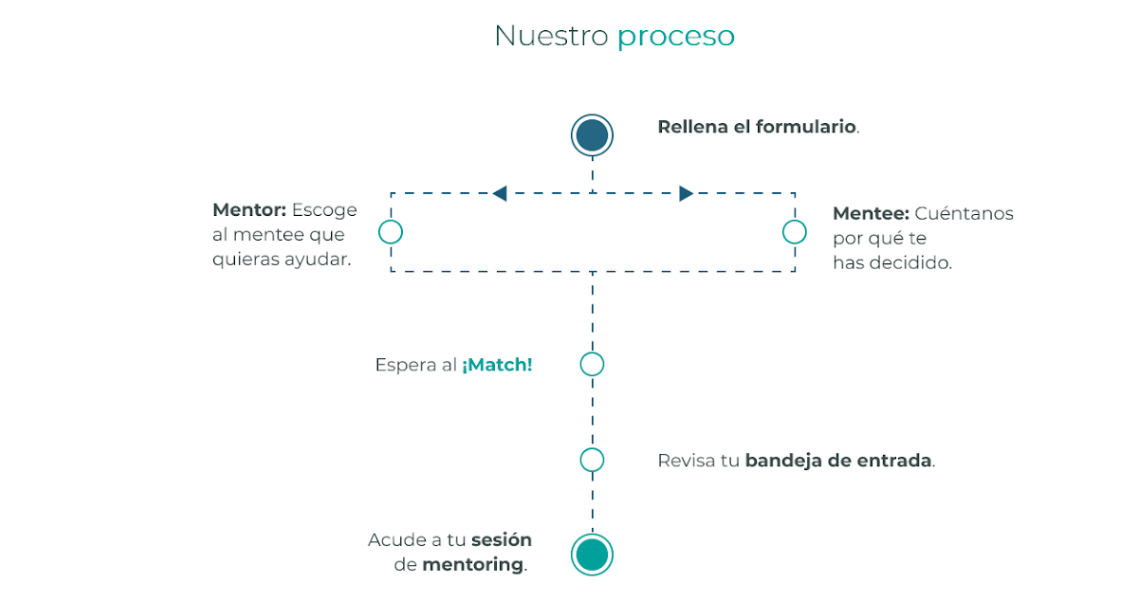 Nuestro proceso
Rellena el formulario.
Mentor: Escoge
al mentee que
quieras ayudar.
Mentee: Cuéntanos
por qué te
has decidido.
Espera al ¡Match!
Revisa tu bandeja de entrada.
Acude a tu sesión
de mentoring.